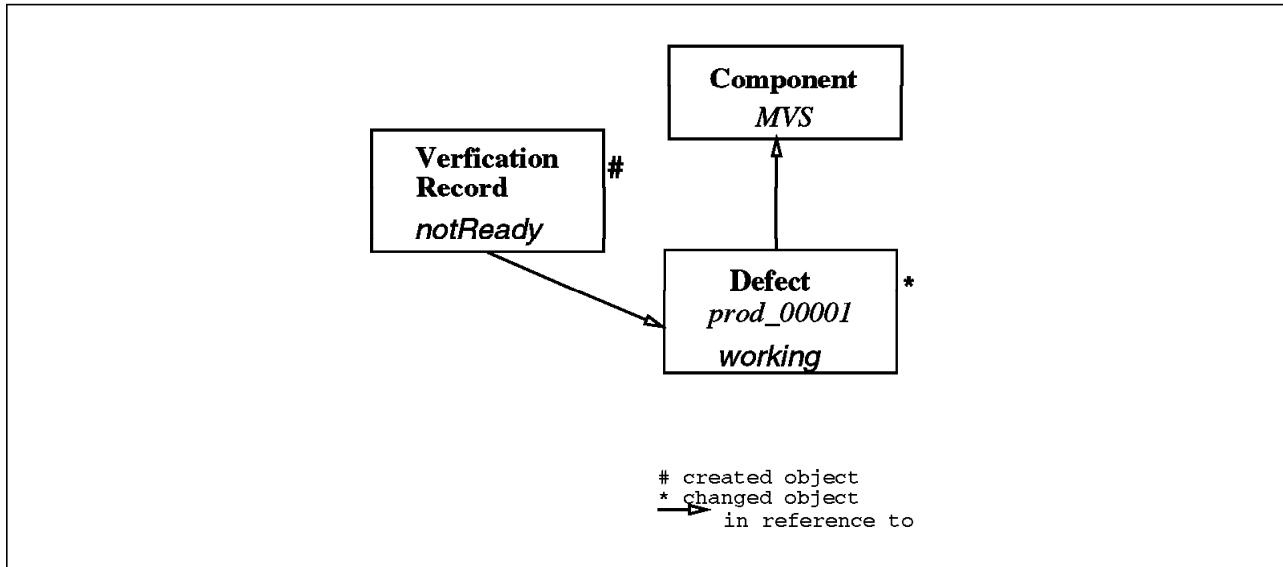 Component
MVS
Verfication
Record
#
notReady
Defect
*
prod_00001
working
# created object
* changed object
in reference to